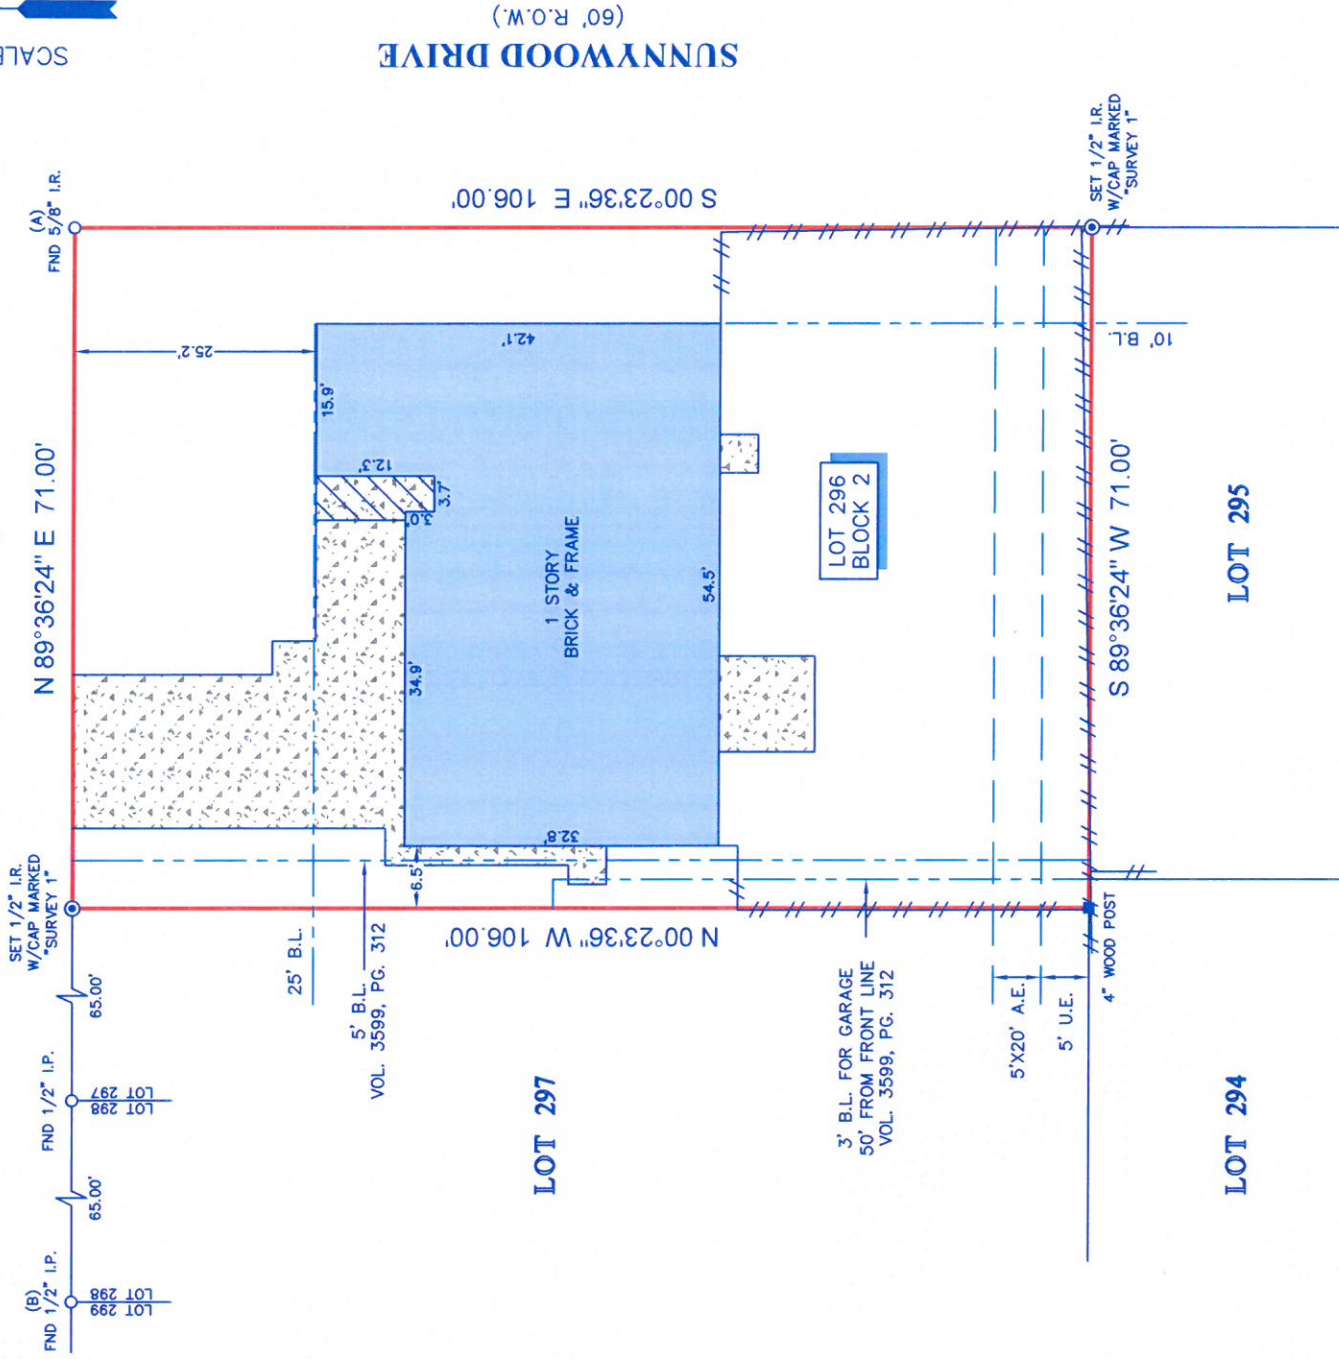 SCALE
(60' R.O.W.)
SUNNYWOOD DRIVE
(A)
FND 5/8" I.R.
S 00°23'36" E 106.00'
SET 1/2" I.R.
W/CAP MARKED
"SURVEY 1"
N 89°36'24" E 71.00'
25.2'
42.1'
15.9'
12.3'
3.7'
3.0'
34.9'
1 STORY
BRICK & FRAME
54.5'
32.8'
6.5'
LOT 296
BLOCK 2
10' B.L.
S 89°36'24" W 71.00'
LOT 295
SET 1/2" I.R.
W/CAP MARKED
"SURVEY 1"
N 00°23'36" W 106.00'
25' B.L.
5' B.L.
VOL. 3599, PG. 312
65.00'
FND 1/2" I.P.
LOT 297
LOT 298
65.00'
(B)
FND 1/2" I.P.
LOT 298
LOT 299
LOT 297
3' B.L. FOR GARAGE
50' FROM FRONT LINE
VOL. 3599, PG. 312
5'X20' A.E.
5' U.E.
4" WOOD POST
LOT 294